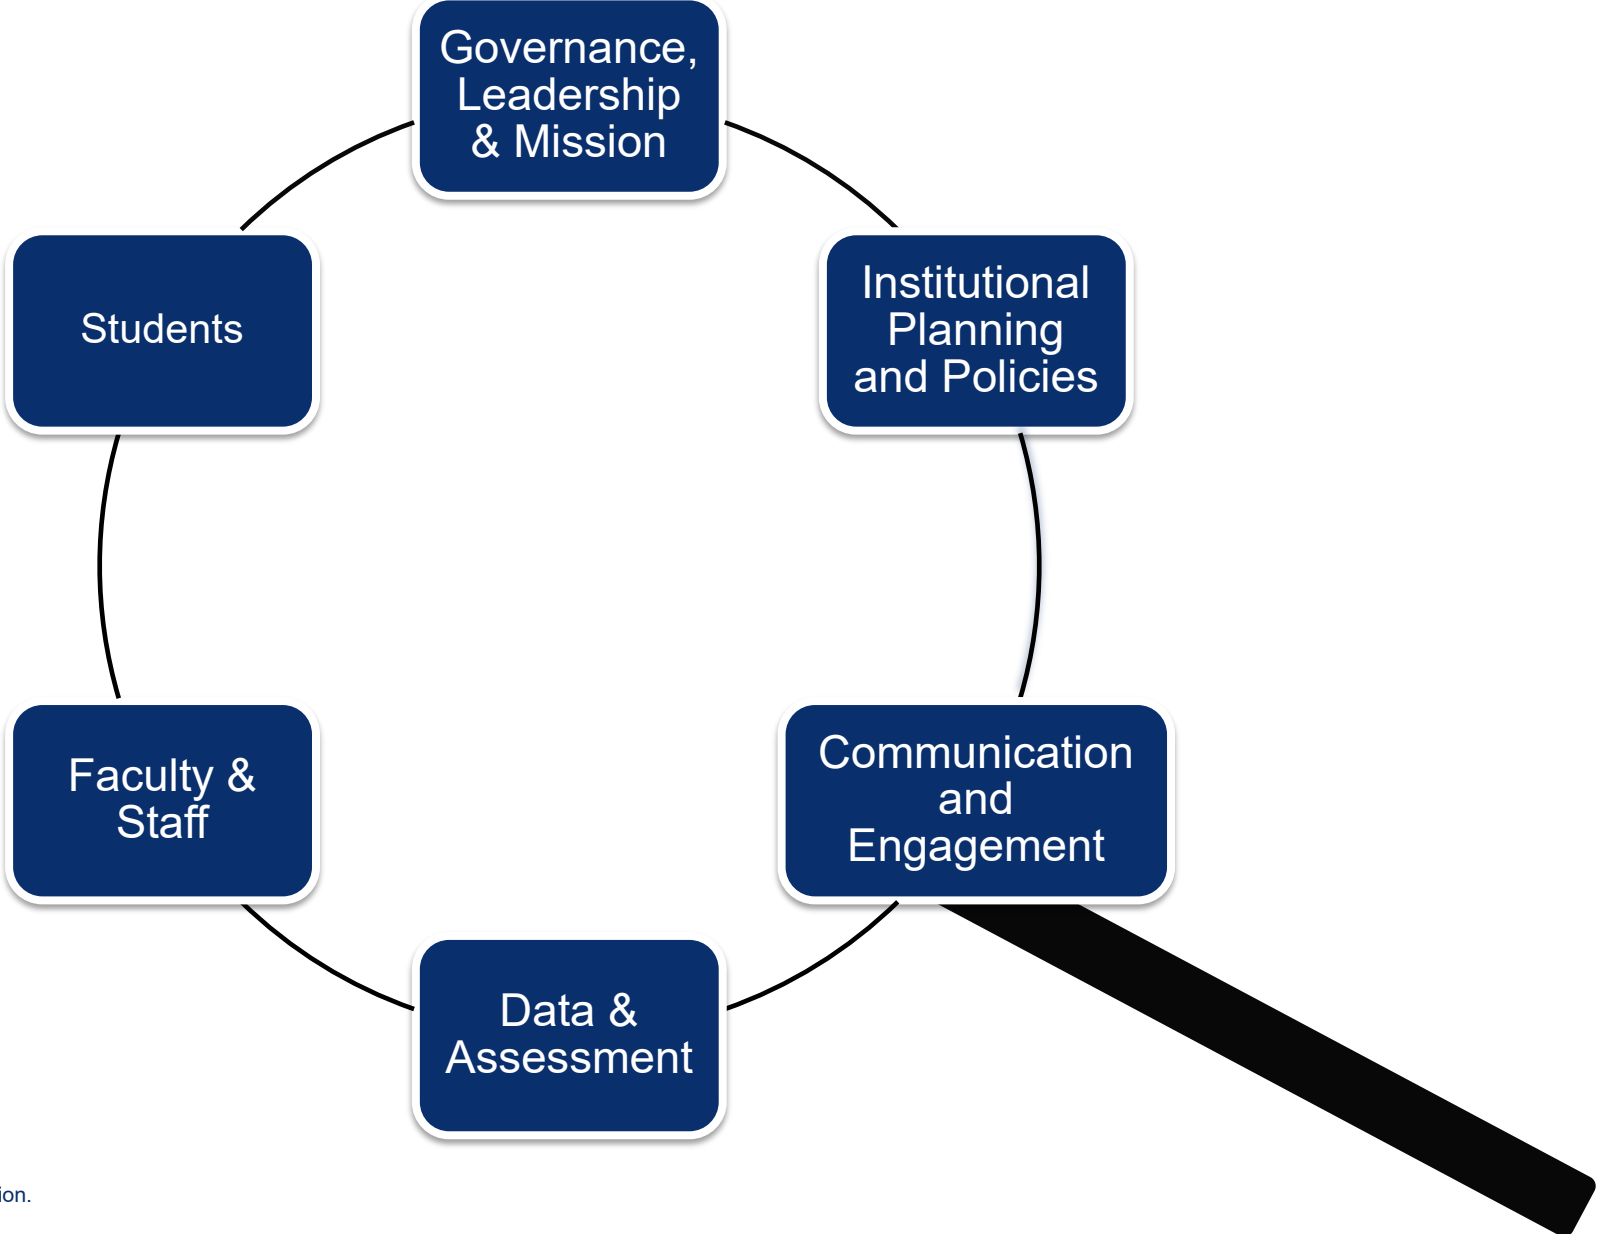 Governance,
Leadership
& Mission
Students
Institutional
Planning
and Policies
Faculty &
Staff
Communication
and
Engagement
Data &
Assessment
ion.